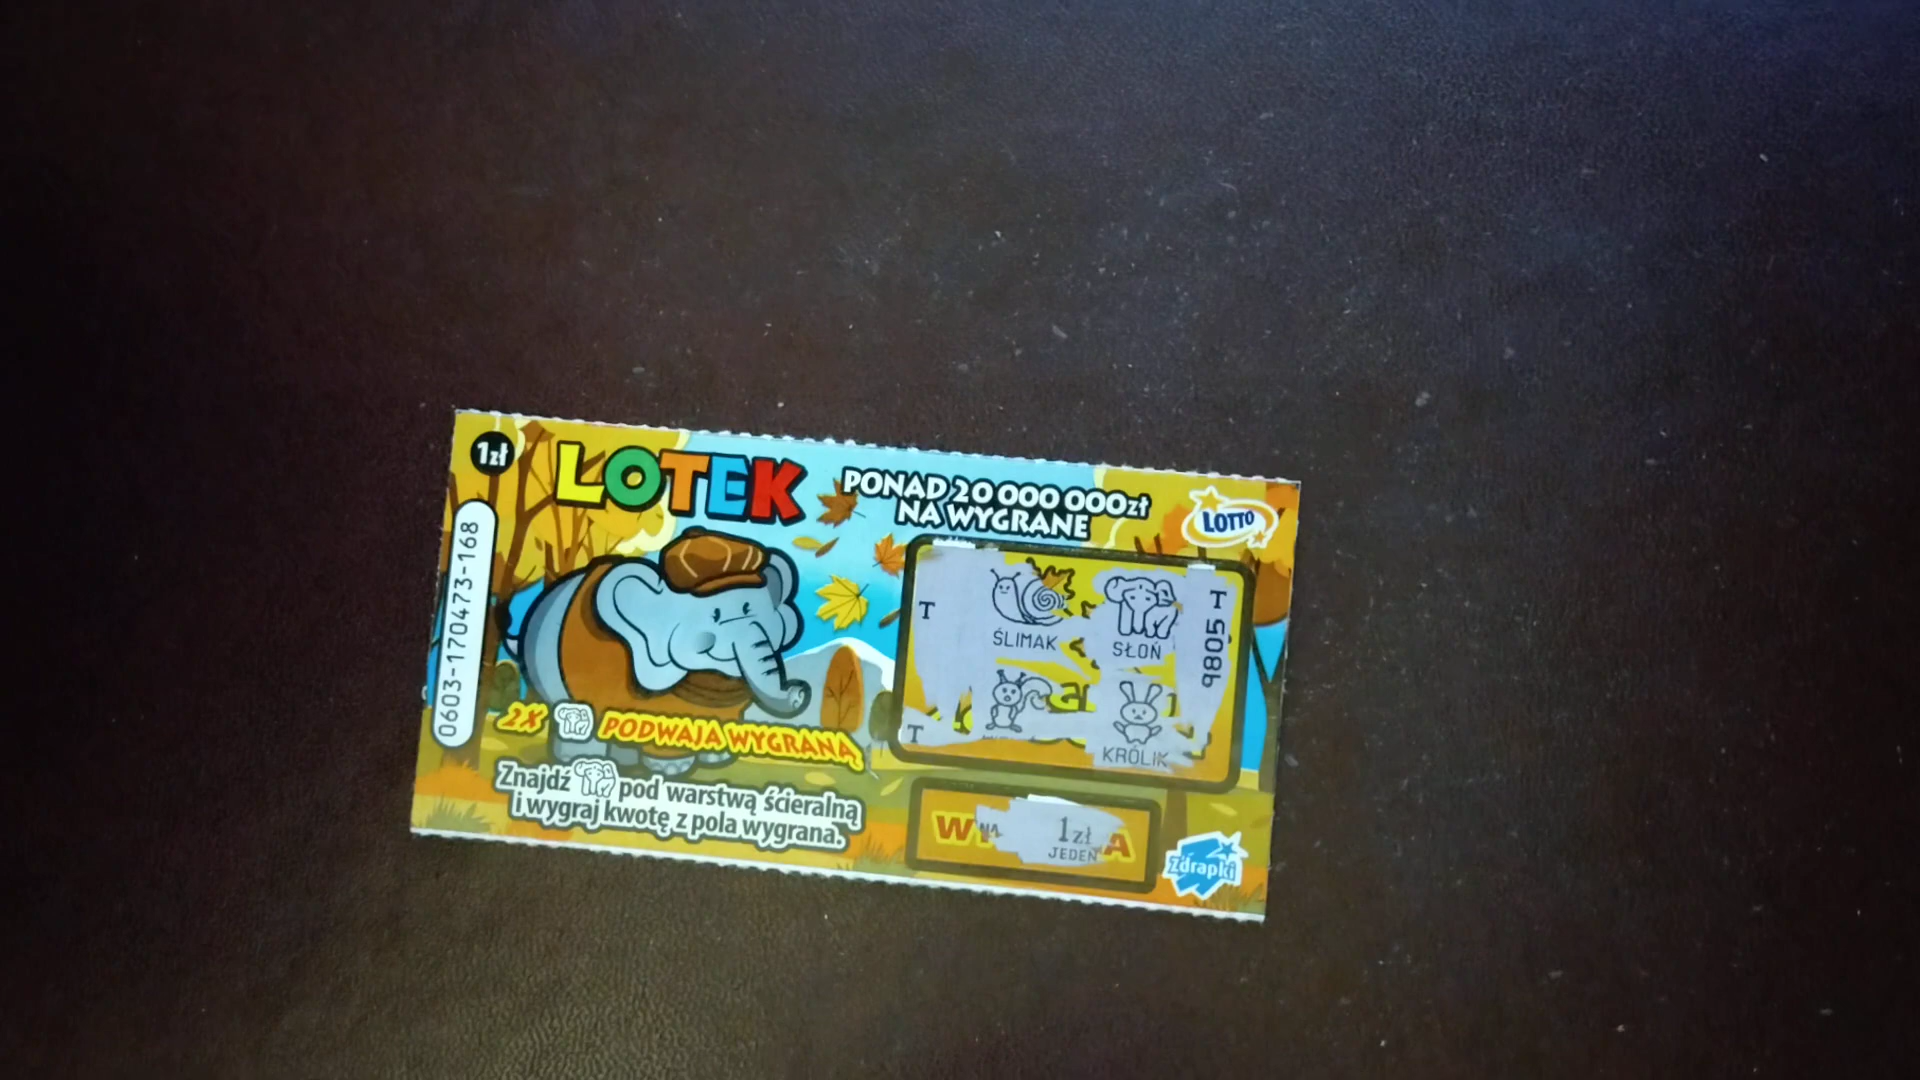 1zł
LOTEK
PONAD 20 000 000zł
NA WYGRANE
LOTTO
0603-170473-168
T
ŚLIMAK
SŁOŃ
T
9805
T
KRÓLIK
2X PODWAJA WYGRANĄ
Znajdź pod warstwą ścieralną
i wygraj kwotę z pola wygrana.
1zł
JEDEN
Zdrapki